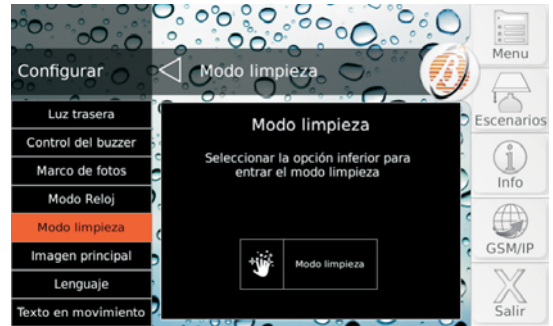 Configurar
Modo limpieza
Luz trasera
Control del buzzer
Marco de fotos
Modo Reloj
Modo limpieza
Imagen principal
Lenguaje
Texto en movimiento
Modo limpieza
Seleccionar la opción inferior para
entrar el modo limpieza
Modo limpieza
Menu
Escenarios
Info
GSM/IP
Salir